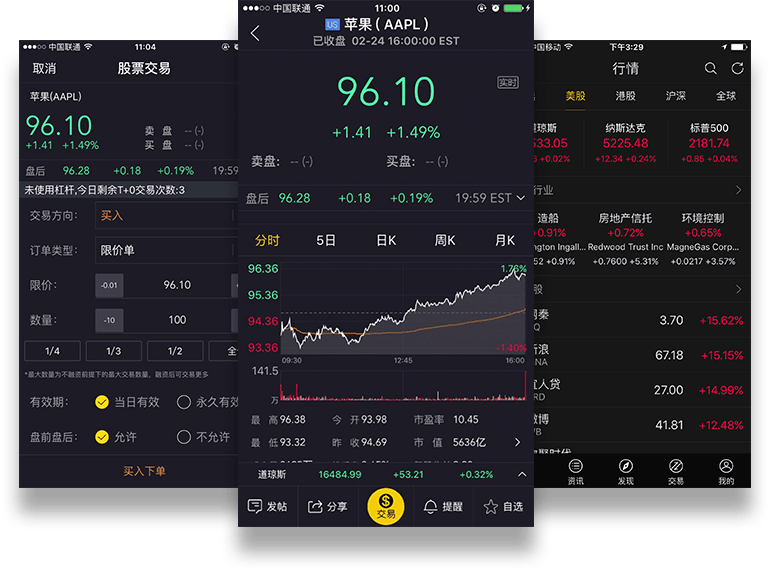 中国联通 11:04
取消 股票交易
苹果(AAPL)
96.10
+1.41 +1.49%
卖 盘 -- (-)
买 盘 -- (-)
盘后 96.28 +0.18 +0.19% 19:59
未使用杠杆,今日剩余T+0交易次数:3
交易方向: 买入
订单类型: 限价单
限价: -0.01 96.10
数量: -10 100
1/4 1/3 1/2 全
*最大数量为不融资前提下的最大交易数量，融资后可交易更多
有效期: 当日有效 永久有效
盘前盘后: 允许 不允许
买入下单
中国联通 11:00
US 苹果 ( AAPL )
已收盘 02-24 16:00:00 EST
96.10
实时
+1.41 +1.49%
卖盘: -- (-) 买盘: -- (-)
盘后 96.28 +0.18 +0.19% 19:59 EST
分时 5日 日K 周K 月K
96.36 1.76%
95.36
94.36
93.36 -1.40%
09:30 12:45 16:00
141.5
万
最 高 96.38 今 开 93.98 市盈率 10.45
最 低 93.32 昨 收 94.69 市 值 5636亿
道琼斯 16484.99 +53.21 +0.32%
发帖 分享 $ 交易 提醒 自选
中国移动 下午3:29
行情
美股 港股 沪深 全球
道琼斯 纳斯达克 标普500
533.05 5225.48 2181.74
+0.02% +12.34 +0.24% +0.85 +0.04%
行业
造船 房地产信托 环境控制
+0.91% +0.72% +0.65%
ngton Ingall... Redwood Trust Inc MagneGas Corp...
+0.91% +0.7600 +5.31% +0.0217 +3.57%
股
秦 3.70 +15.62%
Q
新浪 67.18 +15.15%
NA
宜人贷 27.00 +14.99%
RD
微博 41.81 +12.48%
WB
资讯 发现 交易 我的